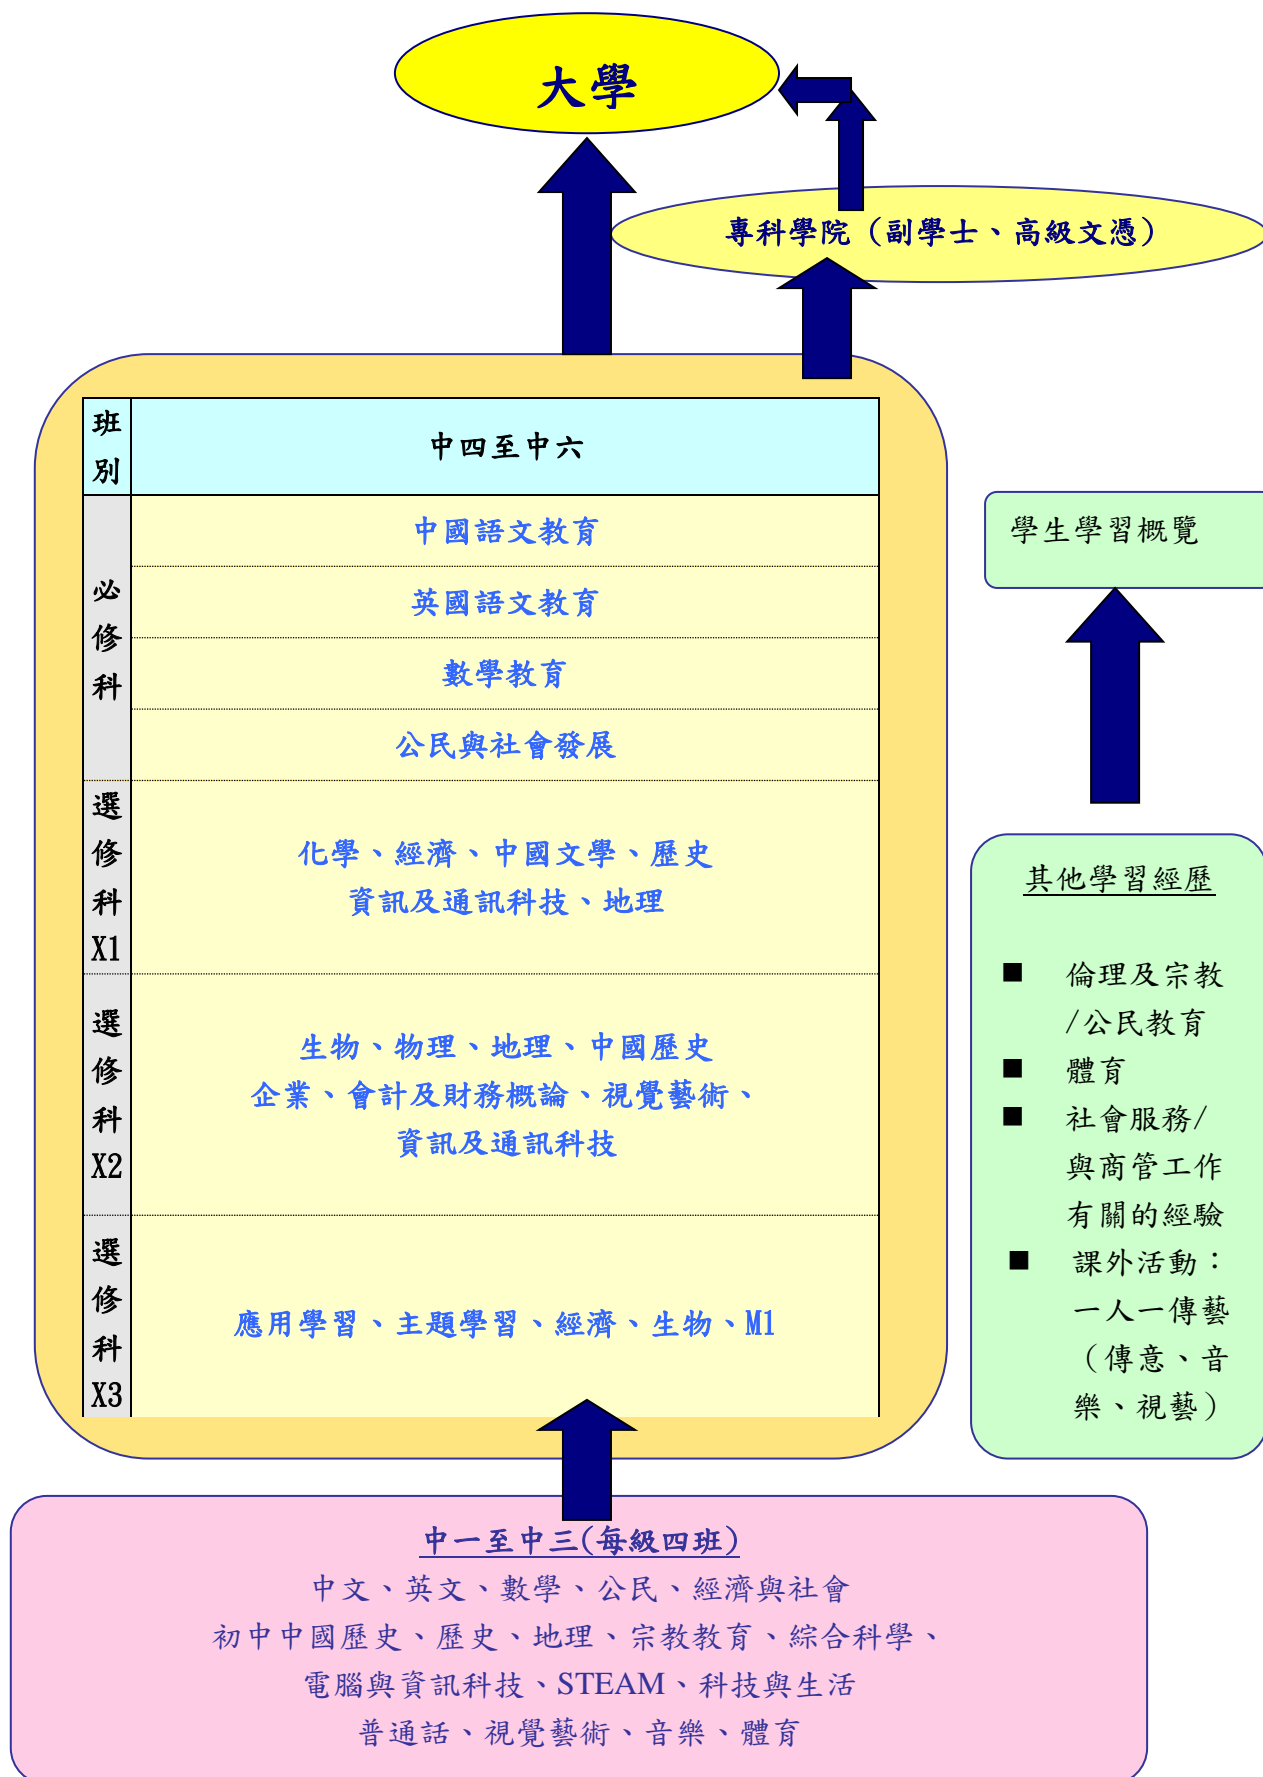 大學
專科學院（副學士、高級文憑）
班別
中四至中六
必修科
中國語文教育
英國語文教育
數學教育
公民與社會發展
選修科X1
化學、經濟、中國文學、歷史
資訊及通訊科技、地理
選修科X2
生物、物理、地理、中國歷史
企業、會計及財務概論、視覺藝術、
資訊及通訊科技
選修科X3
應用學習、主題學習、經濟、生物、M1
學生學習概覽
其他學習經歷
■ 倫理及宗教
/公民教育
■ 體育
■ 社會服務/
與商管工作
有關的經驗
■ 課外活動：
一人一傳藝
（傳意、音
樂、視藝）
中一至中三(每級四班)
中文、英文、數學、公民、經濟與社會
初中中國歷史、歷史、地理、宗教教育、綜合科學、
電腦與資訊科技、STEAM、科技與生活
普通話、視覺藝術、音樂、體育